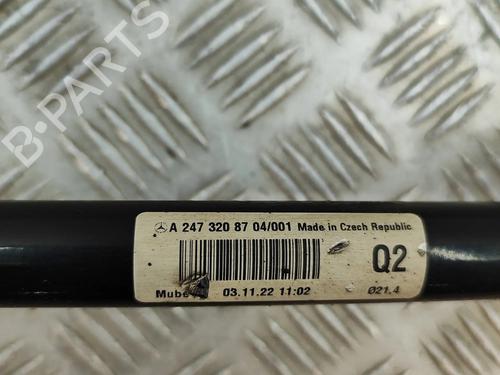 B-PARTS
A 247 320 87 04/001 Made in Czech Republic
Q2
03.11.22 11:02
Ø21.4